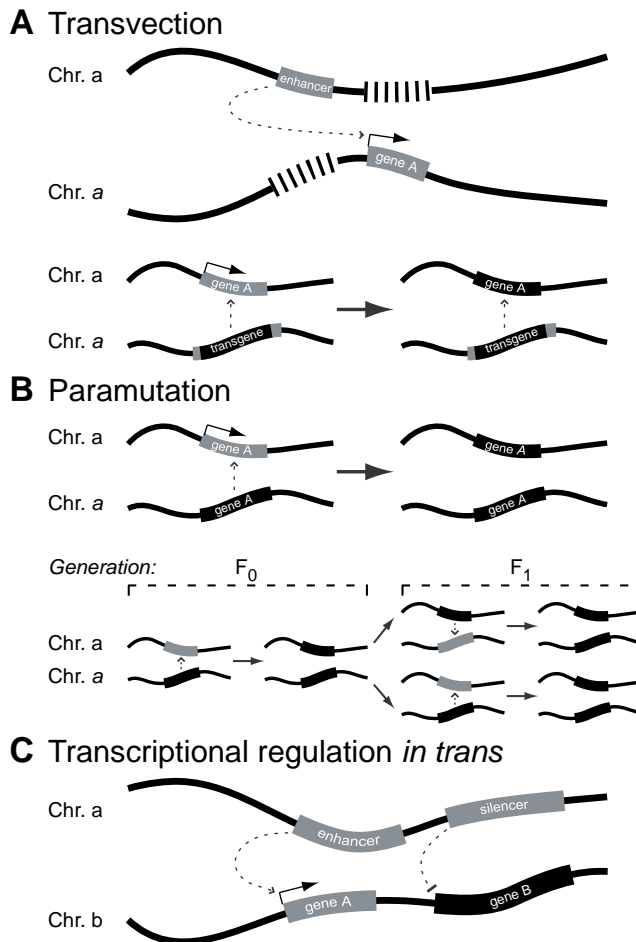 A Transvection
Chr. a
enhancer
gene A
Chr. a
Chr. a
gene A
gene A
Chr. a
transgene
transgene
B Paramutation
Chr. a
gene A
gene A
Chr. a
gene A
gene A
Generation:
F0
F1
Chr. a
Chr. a
C Transcriptional regulation in trans
Chr. a
enhancer
silencer
gene A
gene B
Chr. b